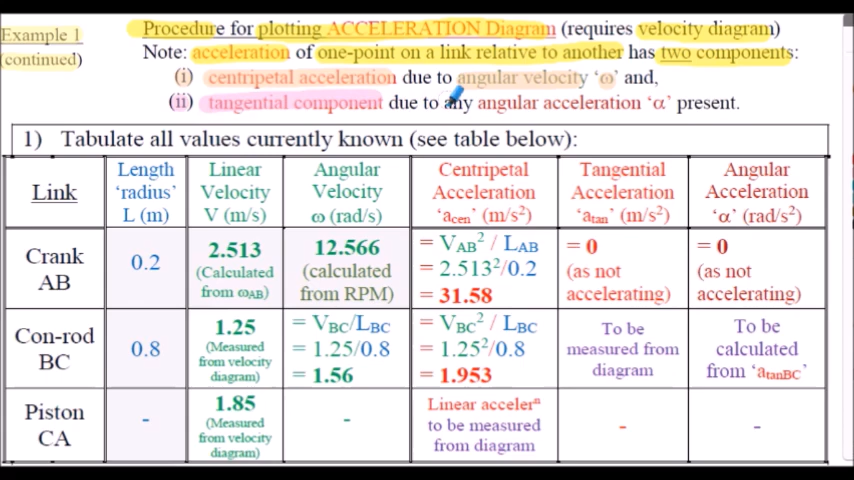 Example 1
(continued)
Procedure for plotting ACCELERATION Diagram (requires velocity diagram)
Note: acceleration of one-point on a link relative to another has two components:
(i) centripetal acceleration due to angular velocity ‘ω’ and,
(ii) tangential component due to any angular acceleration ‘α’ present.
1) Tabulate all values currently known (see table below):
Link
Length
‘radius’
L (m)
Linear
Velocity
V (m/s)
Angular
Velocity
ω (rad/s)
Centripetal
Acceleration
‘acen’ (m/s²)
Tangential
Acceleration
‘atan’ (m/s²)
Angular
Acceleration
‘α’ (rad/s²)
Crank
AB
0.2
2.513
(Calculated
from ωAB)
12.566
(calculated
from RPM)
= VAB² / LAB
= 2.513²/0.2
= 31.58
= 0
(as not
accelerating)
= 0
(as not
accelerating)
Con-rod
BC
0.8
1.25
(Measured
from velocity
diagram)
= VBC/LBC
= 1.25/0.8
= 1.56
= VBC² / LBC
= 1.25²/0.8
= 1.953
To be
measured from
diagram
To be
calculated
from ‘atanBC’
Piston
CA
-
1.85
(Measured
from velocity
diagram)
-
Linear accelerⁿ
to be measured
from diagram
-
-